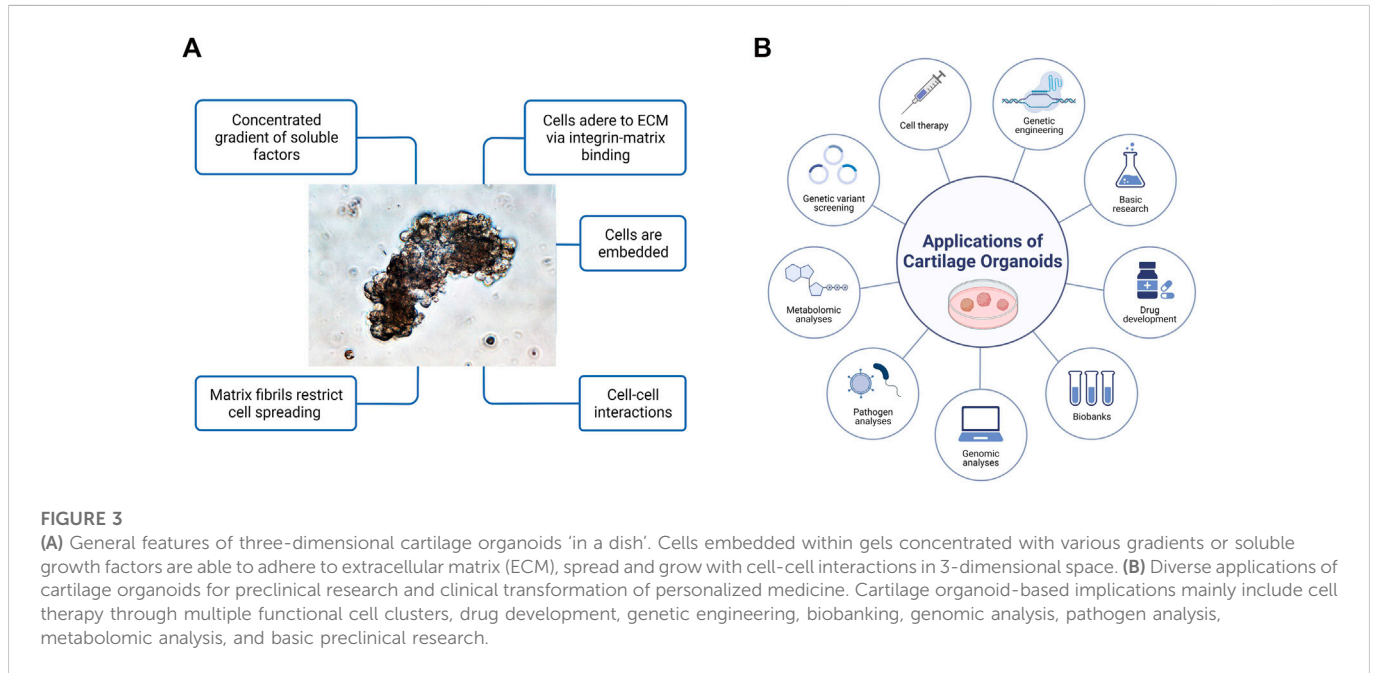 A
Concentrated
gradient of soluble
factors
Cells adere to ECM
via integrin-matrix
binding
Cells are
embedded
Matrix fibrils restrict
cell spreading
Cell-cell
interactions
B
Cell therapy
Genetic
engineering
Genetic variant
screening
Basic
research
Applications of
Cartilage Organoids
Metabolomic
analyses
Drug
development
Pathogen
analyses
Biobanks
Genomic
analyses
FIGURE 3
(A) General features of three-dimensional cartilage organoids ‘in a dish’. Cells embedded within gels concentrated with various gradients or soluble
growth factors are able to adhere to extracellular matrix (ECM), spread and grow with cell-cell interactions in 3-dimensional space. (B) Diverse applications of
cartilage organoids for preclinical research and clinical transformation of personalized medicine. Cartilage organoid-based implications mainly include cell
therapy through multiple functional cell clusters, drug development, genetic engineering, biobanking, genomic analysis, pathogen analysis,
metabolomic analysis, and basic preclinical research.